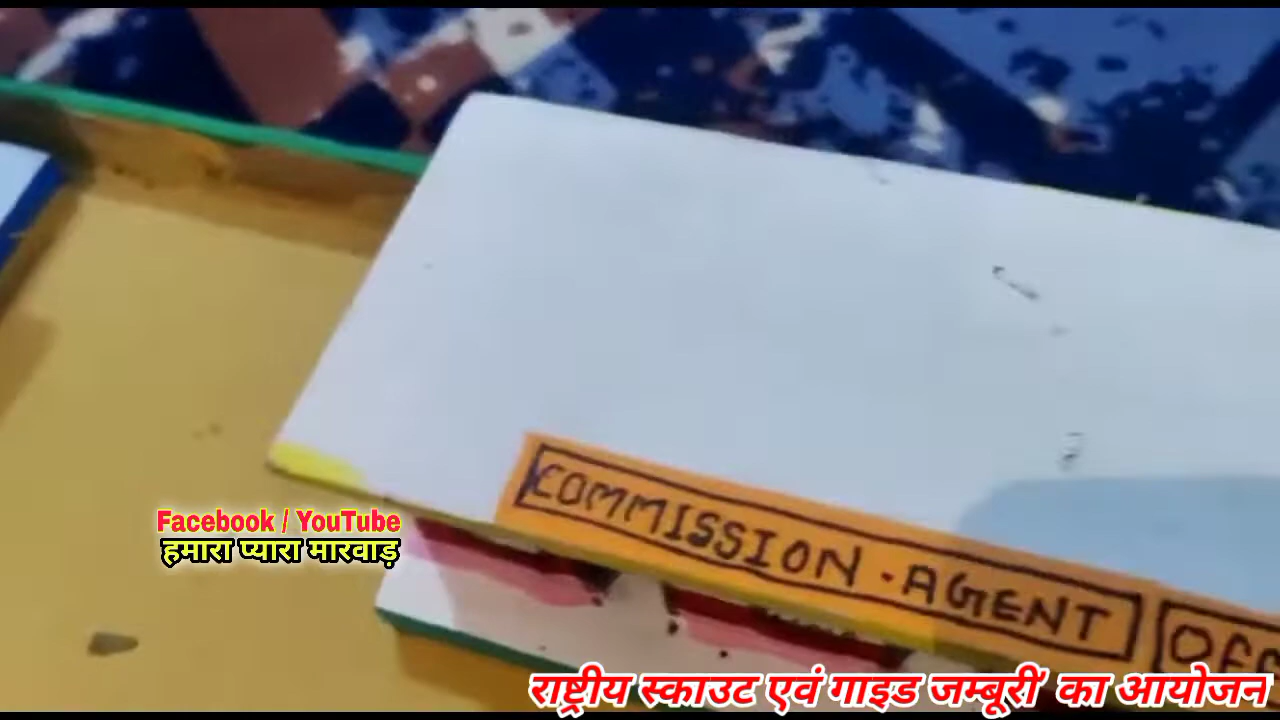 COMMISSION · AGENT
Facebook / YouTube
हमारा प्यारा मारवाड़
राष्ट्रीय स्काउट एवं गाइड जम्बूरी' का आयोजन